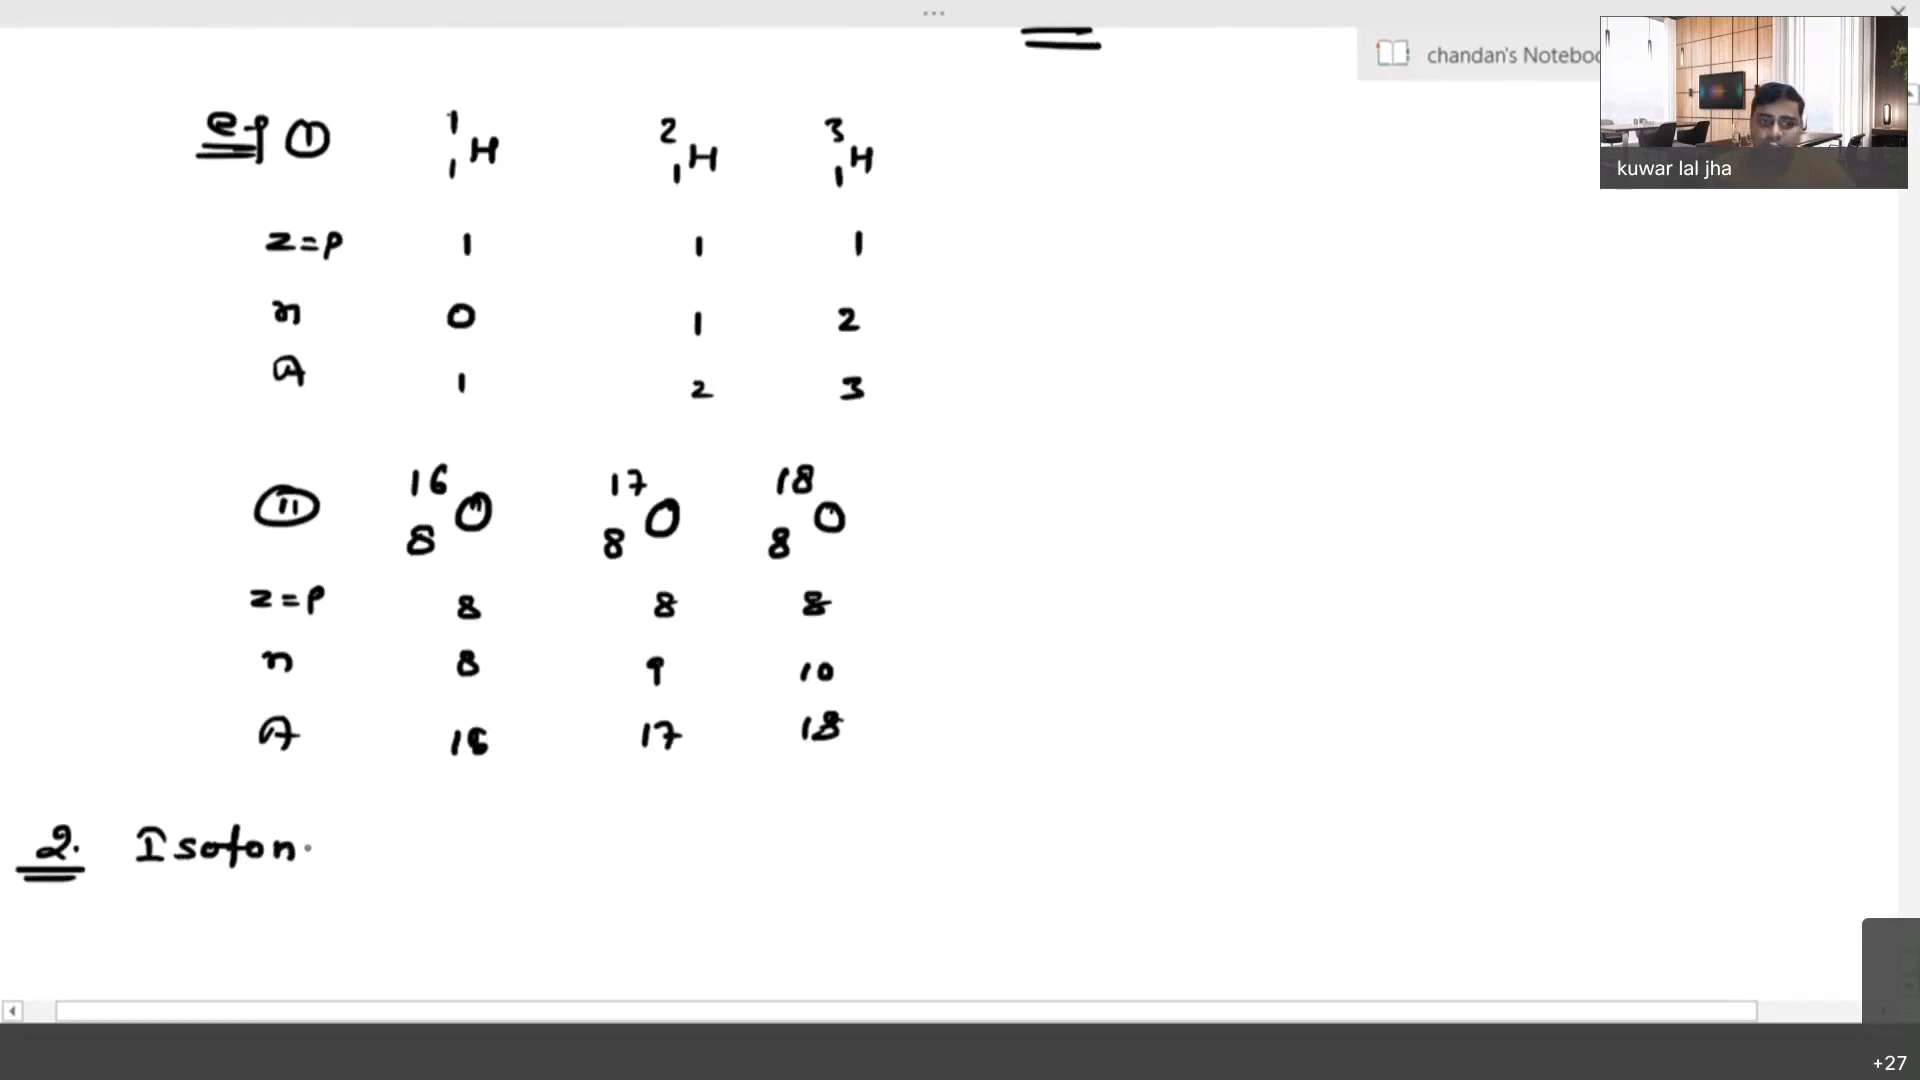 ...
chandan's Noteboo
kuwar lal jha
eg ① ¹₁H ²₁H ³₁H
z=p 1 1 1
n 0 1 2
A 1 2 3
⑪ ¹⁶₈O ¹⁷₈O ¹⁸₈O
z=p 8 8 8
n 8 9 10
A 16 17 18
2. Isoton
+27